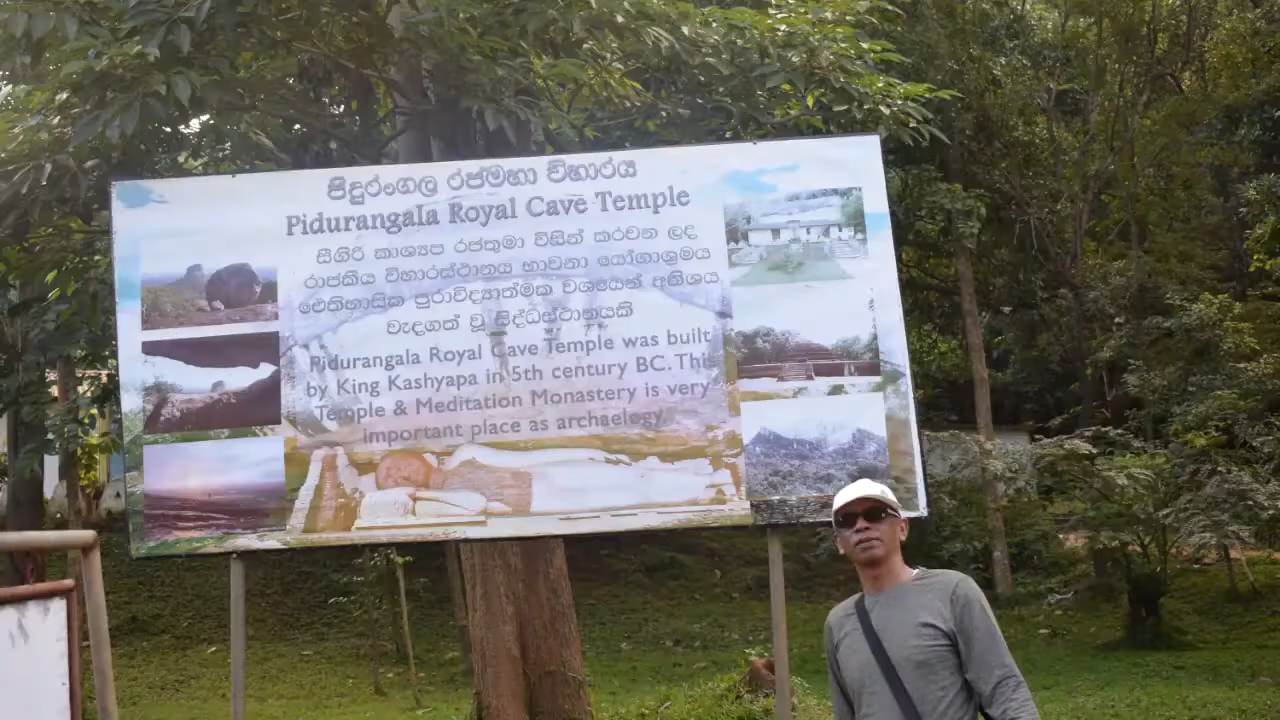 පිදුරංගල රජමහා විහාරය
Pidurangala Royal Cave Temple
සීගිරි කාශ්‍යප රජතුමා විසින් කරවන ලද
රාජකීය විහාරස්ථානය භාවනා යෝගාශ්‍රමය
ඓතිහාසික පුරාවිද්‍යාත්මක වශයෙන් අතිශය
වැදගත් වූ සිද්ධස්ථානයකි
Pidurangala Royal Cave Temple was built
by King Kashyapa in 5th century BC. This
Temple & Meditation Monastery is very
important place as archaelogy